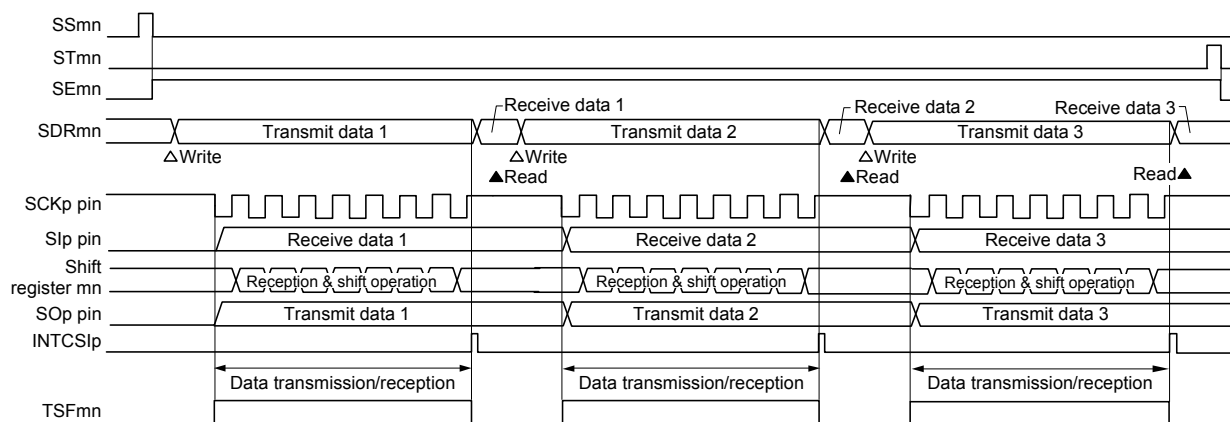 SSmn
STmn
SEmn
Receive data 1 Receive data 2 Receive data 3
SDRmn Transmit data 1 Transmit data 2 Transmit data 3
△Write △Write △Write
▲Read ▲Read Read▲
SCKp pin
SIp pin Receive data 1 Receive data 2 Receive data 3
Shift
register mn Reception & shift operation Reception & shift operation Reception & shift operation
SOp pin Transmit data 1 Transmit data 2 Transmit data 3
INTCSIp
Data transmission/reception Data transmission/reception Data transmission/reception
TSFmn